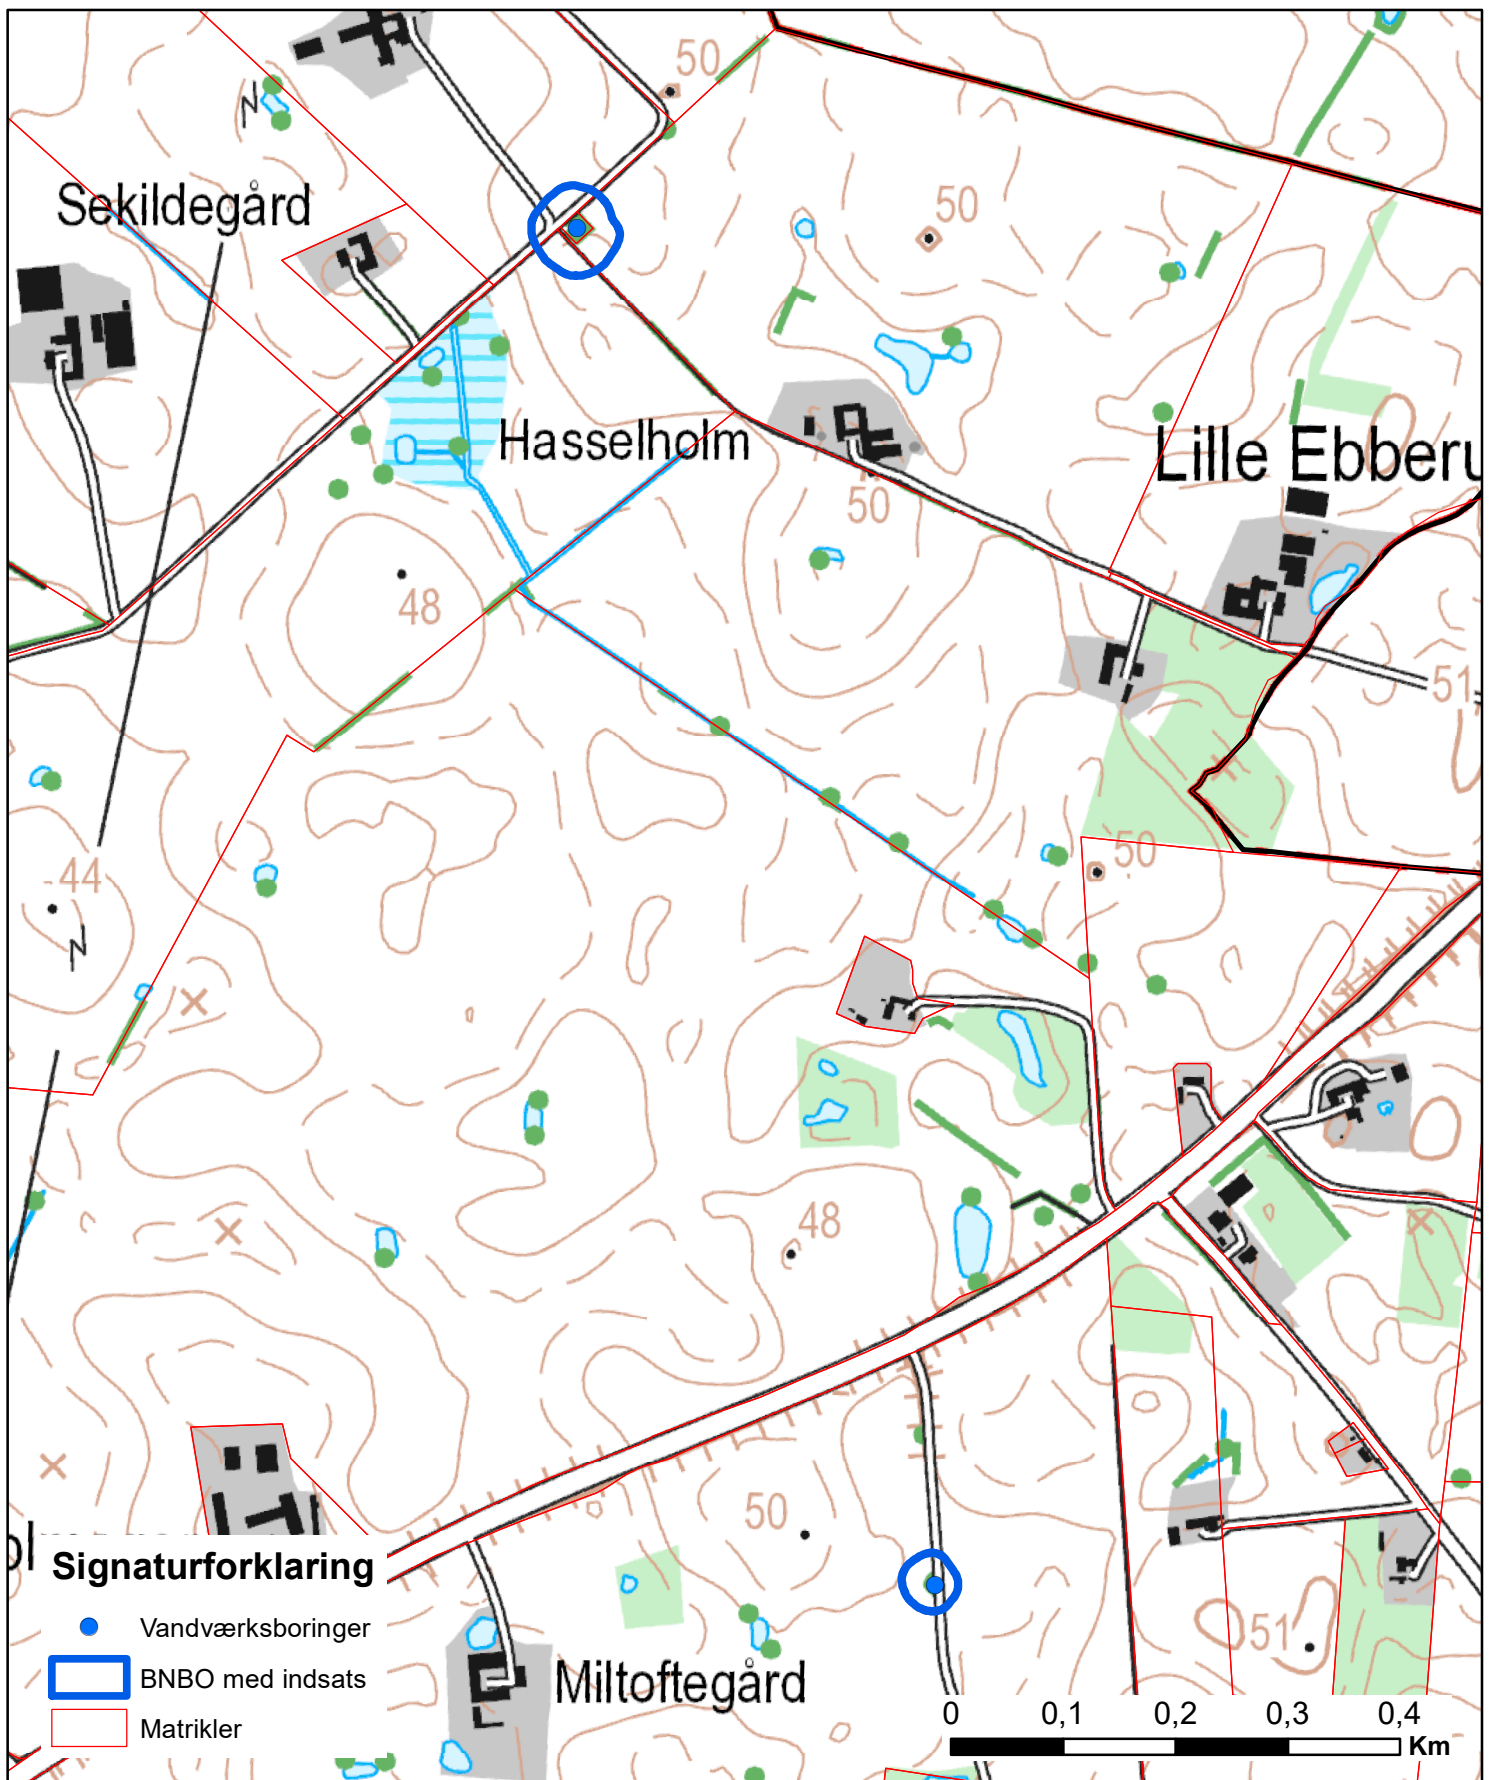 50
Sekildegård
50
Hasselholm
Lille Ebberu
50
48
51
50
44
48
50
51
Signaturforklaring
Vandværksboringer
BNBO med indsats
Matrikler
Miltoftegård
0 0,1 0,2 0,3 0,4
Km